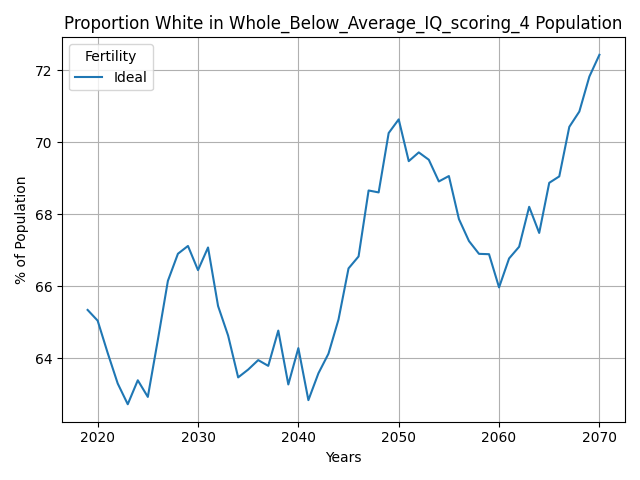 Proportion White in Whole_Below_Average_IQ_scoring_4 Population
Fertility
Ideal
% of Population
72
70
68
66
64
2020 2030 2040 2050 2060 2070
Years